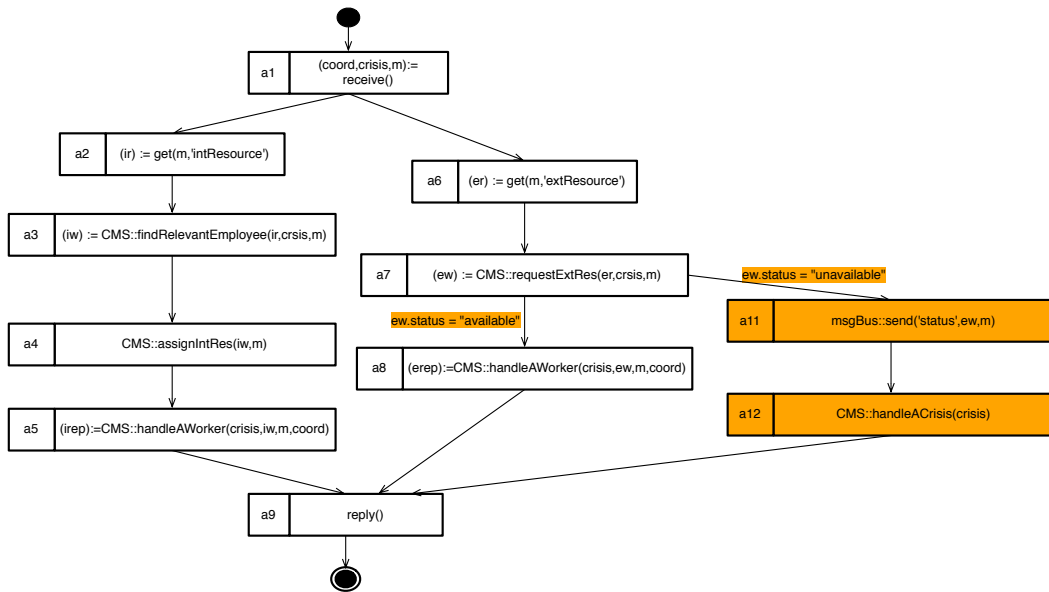 a1
(coord,crisis,m):=
receive()
a2
(ir) := get(m,'intResource')
a6
(er) := get(m,'extResource')
a3
(iw) := CMS::findRelevantEmployee(ir,crsis,m)
a7
(ew) := CMS::requestExtRes(er,crsis,m)
ew.status = "unavailable"
ew.status = "available"
a11
msgBus::send('status',ew,m)
a4
CMS::assignIntRes(iw,m)
a8
(erep):=CMS::handleAWorker(crisis,ew,m,coord)
a5
(irep):=CMS::handleAWorker(crisis,iw,m,coord)
a12
CMS::handleACrisis(crisis)
a9
reply()